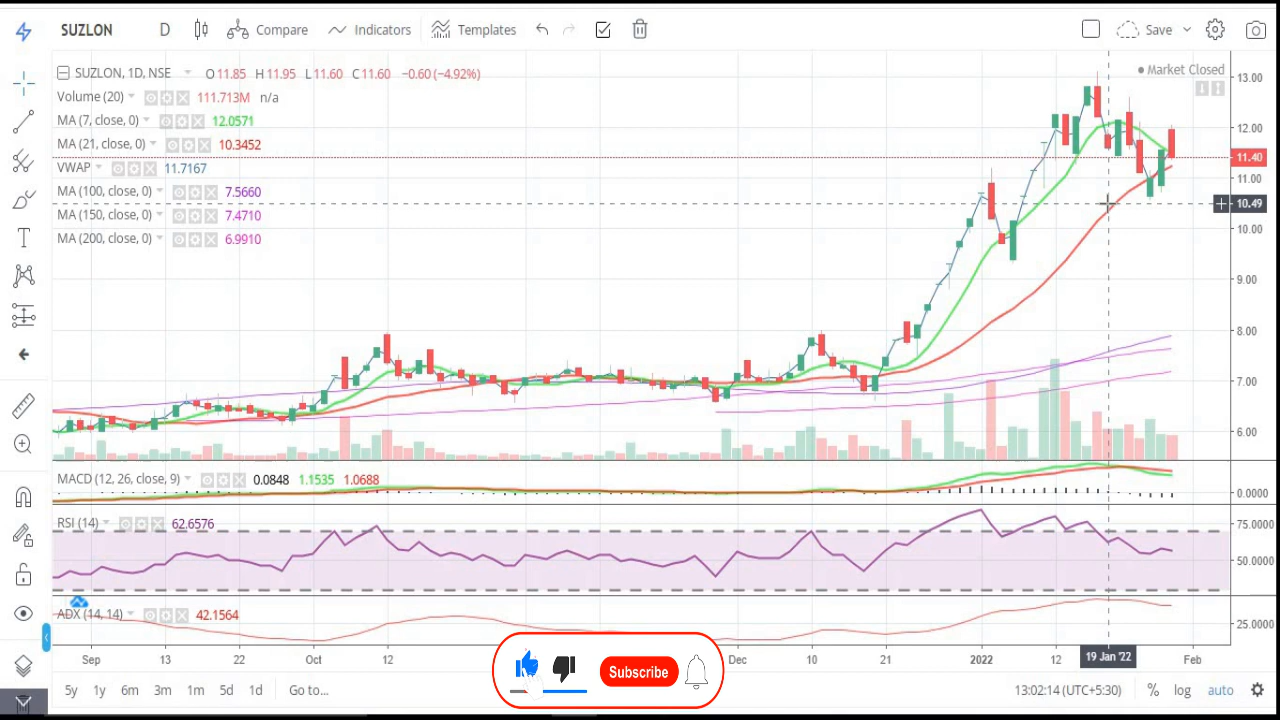 SUZLON D Compare Indicators Templates Save
SUZLON, 1D, NSE O 11.85 H 11.95 L 11.60 C 11.60 −0.60 (−4.92%)
Market Closed
Volume (20) 111.713M n/a
MA (7, close, 0) 12.0571
MA (21, close, 0) 10.3452
VWAP 11.7167
MA (100, close, 0) 7.5660
MA (150, close, 0) 7.4710
MA (200, close, 0) 6.9910
13.00
12.00
11.40
11.00
10.49
10.00
9.00
8.00
7.00
6.00
MACD (12, 26, close, 9) 0.0848 1.1535 1.0688
0.0000
RSI (14) 62.6576
75.0000
50.0000
ADX (14, 14) 42.1564
25.0000
Sep 13 22 Oct 12 Dec 10 21 2022 12 19 Jan '22 Feb
Subscribe
5y 1y 6m 3m 1m 5d 1d Go to... 13:02:14 (UTC+5:30) % log auto